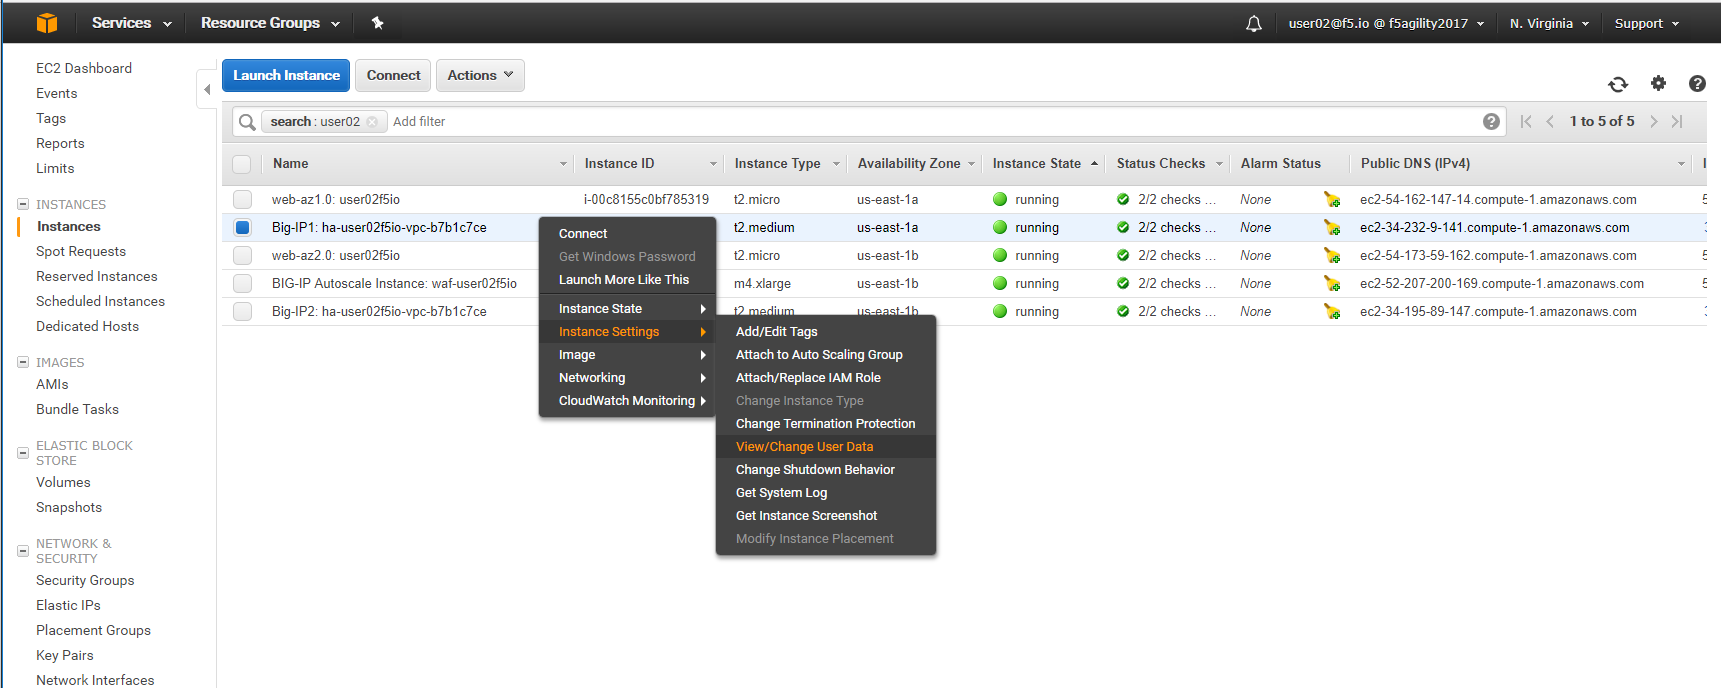 Services
Resource Groups
user02@f5.io @ f5agility2017
N. Virginia
Support
EC2 Dashboard
Events
Tags
Reports
Limits
INSTANCES
Instances
Spot Requests
Reserved Instances
Scheduled Instances
Dedicated Hosts
IMAGES
AMIs
Bundle Tasks
ELASTIC BLOCK
STORE
Volumes
Snapshots
NETWORK &
SECURITY
Security Groups
Elastic IPs
Placement Groups
Key Pairs
Network Interfaces
Launch Instance
Connect
Actions
search : user02
Add filter
1 to 5 of 5
Name Instance ID Instance Type Availability Zone Instance State Status Checks Alarm Status Public DNS (IPv4)
web-az1.0: user02f5io i-00c8155c0bf785319 t2.micro us-east-1a running 2/2 checks ... None ec2-54-162-147-14.compute-1.amazonaws.com
Big-IP1: ha-user02f5io-vpc-b7b1c7ce t2.medium us-east-1a running 2/2 checks ... None ec2-34-232-9-141.compute-1.amazonaws.com
web-az2.0: user02f5io t2.micro us-east-1b running 2/2 checks ... None ec2-54-173-59-162.compute-1.amazonaws.com
BIG-IP Autoscale Instance: waf-user02f5io m4.xlarge us-east-1b running 2/2 checks ... None ec2-52-207-200-169.compute-1.amazonaws.com
Big-IP2: ha-user02f5io-vpc-b7b1c7ce t2.medium us-east-1b running 2/2 checks ... None ec2-34-195-89-147.compute-1.amazonaws.com
Connect
Get Windows Password
Launch More Like This
Instance State
Instance Settings
Image
Networking
CloudWatch Monitoring
Add/Edit Tags
Attach to Auto Scaling Group
Attach/Replace IAM Role
Change Instance Type
Change Termination Protection
View/Change User Data
Change Shutdown Behavior
Get System Log
Get Instance Screenshot
Modify Instance Placement